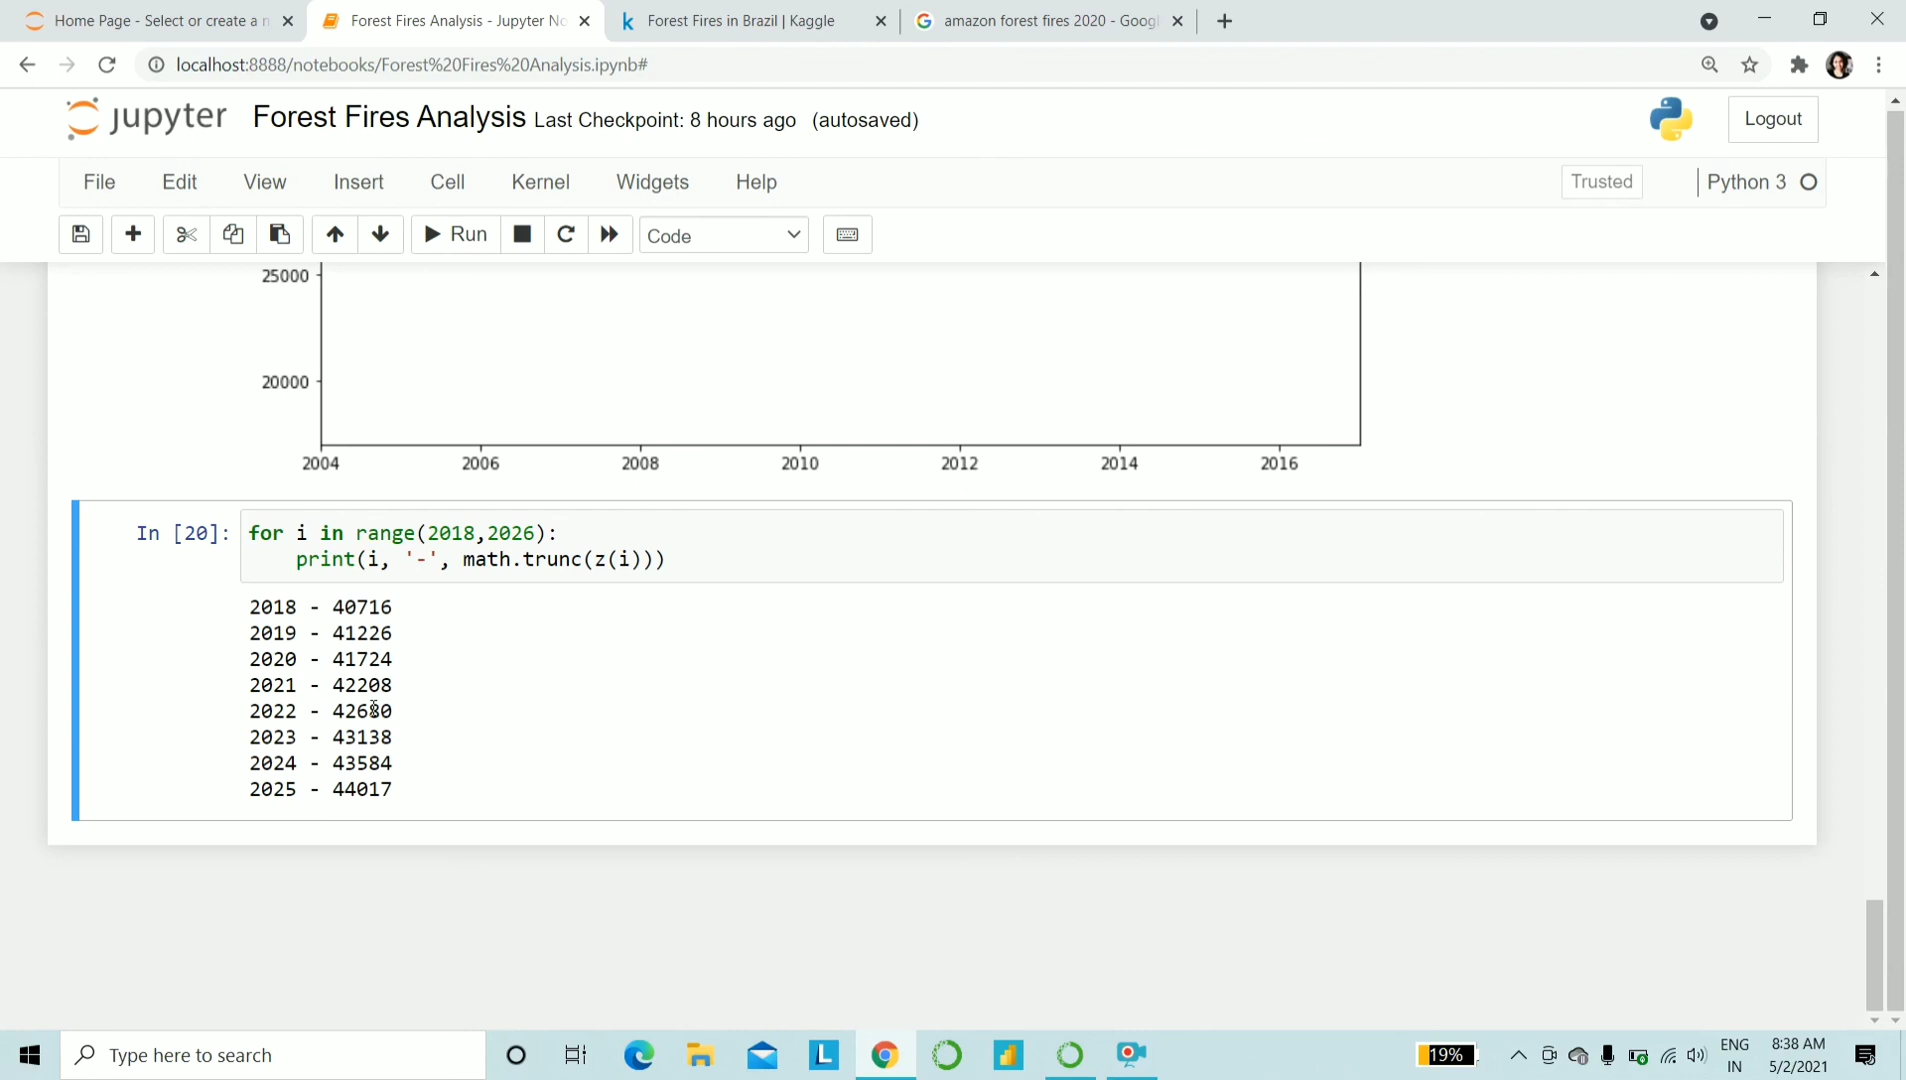 Home Page - Select or create a n
Forest Fires Analysis - Jupyter No
Forest Fires in Brazil | Kaggle
amazon forest fires 2020 - Googl
localhost:8888/notebooks/Forest%20Fires%20Analysis.ipynb#
jupyter Forest Fires Analysis Last Checkpoint: 8 hours ago (autosaved)
Logout
File Edit View Insert Cell Kernel Widgets Help
Trusted
Python 3
Run
Code
25000
20000
2004 2006 2008 2010 2012 2014 2016
In [20]: for i in range(2018,2026):
print(i, '-', math.trunc(z(i)))
2018 - 40716
2019 - 41226
2020 - 41724
2021 - 42208
2022 - 42680
2023 - 43138
2024 - 43584
2025 - 44017
Type here to search
L
19%
ENG
IN
8:38 AM
5/2/2021